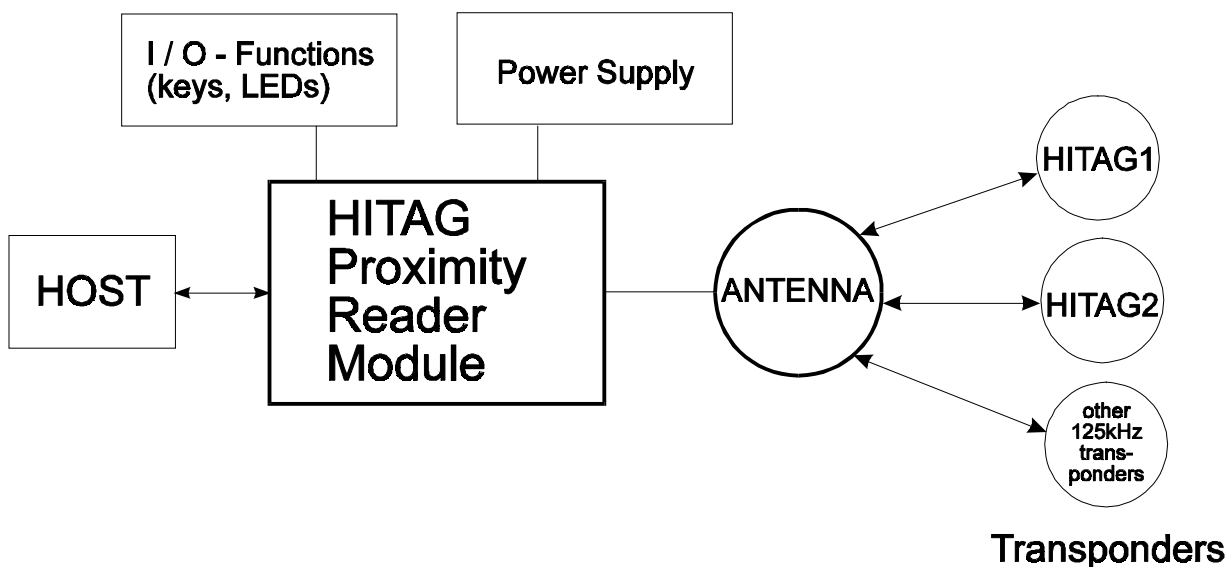 I / O - Functions
(keys, LEDs)
Power Supply
HITAG1
HITAG
Proximity
Reader
Module
HOST
ANTENNA
HITAG2
other
125kHz
trans-
ponders
Transponders